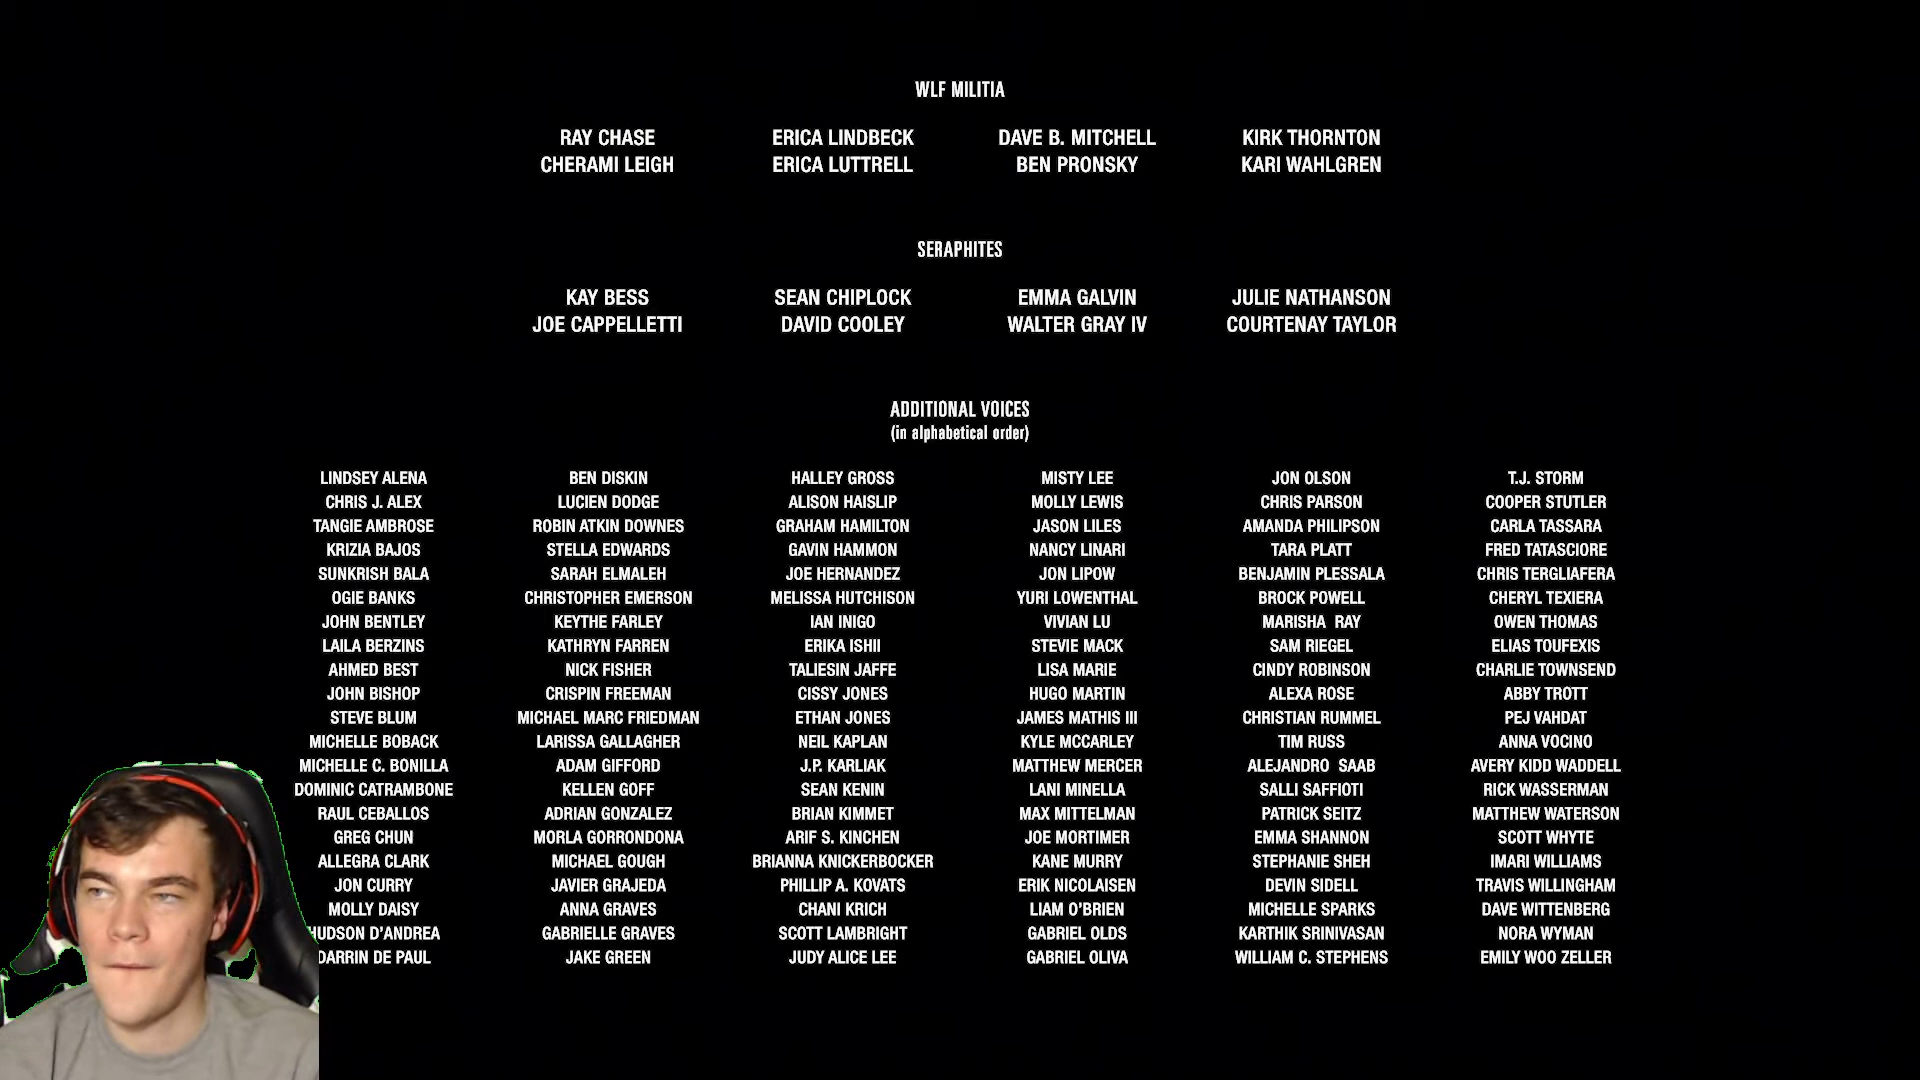 WLF MILITIA
RAY CHASE ERICA LINDBECK DAVE B. MITCHELL KIRK THORNTON
CHERAMI LEIGH ERICA LUTTRELL BEN PRONSKY KARI WAHLGREN
SERAPHITES
KAY BESS SEAN CHIPLOCK EMMA GALVIN JULIE NATHANSON
JOE CAPPELLETTI DAVID COOLEY WALTER GRAY IV COURTENAY TAYLOR
ADDITIONAL VOICES
(in alphabetical order)
LINDSEY ALENA BEN DISKIN HALLEY GROSS MISTY LEE JON OLSON T.J. STORM
CHRIS J. ALEX LUCIEN DODGE ALISON HAISLIP MOLLY LEWIS CHRIS PARSON COOPER STUTLER
TANGIE AMBROSE ROBIN ATKIN DOWNES GRAHAM HAMILTON JASON LILES AMANDA PHILIPSON CARLA TASSARA
KRIZIA BAJOS STELLA EDWARDS GAVIN HAMMON NANCY LINARI TARA PLATT FRED TATASCIORE
SUNKRISH BALA SARAH ELMALEH JOE HERNANDEZ JON LIPOW BENJAMIN PLESSALA CHRIS TERGLIAFERA
OGIE BANKS CHRISTOPHER EMERSON MELISSA HUTCHISON YURI LOWENTHAL BROCK POWELL CHERYL TEXIERA
JOHN BENTLEY KEYTHE FARLEY IAN INIGO VIVIAN LU MARISHA RAY OWEN THOMAS
LAILA BERZINS KATHRYN FARREN ERIKA ISHII STEVIE MACK SAM RIEGEL ELIAS TOUFEXIS
AHMED BEST NICK FISHER TALIESIN JAFFE LISA MARIE CINDY ROBINSON CHARLIE TOWNSEND
JOHN BISHOP CRISPIN FREEMAN CISSY JONES HUGO MARTIN ALEXA ROSE ABBY TROTT
STEVE BLUM MICHAEL MARC FRIEDMAN ETHAN JONES JAMES MATHIS III CHRISTIAN RUMMEL PEJ VAHDAT
MICHELLE BOBACK LARISSA GALLAGHER NEIL KAPLAN KYLE MCCARLEY TIM RUSS ANNA VOCINO
MICHELLE C. BONILLA ADAM GIFFORD J.P. KARLIAK MATTHEW MERCER ALEJANDRO SAAB AVERY KIDD WADDELL
DOMINIC CATRAMBONE KELLEN GOFF SEAN KENIN LANI MINELLA SALLI SAFFIOTI RICK WASSERMAN
RAUL CEBALLOS ADRIAN GONZALEZ BRIAN KIMMET MAX MITTELMAN PATRICK SEITZ MATTHEW WATERSON
GREG CHUN MORLA GORRONDONA ARIF S. KINCHEN JOE MORTIMER EMMA SHANNON SCOTT WHYTE
ALLEGRA CLARK MICHAEL GOUGH BRIANNA KNICKERBOCKER KANE MURRY STEPHANIE SHEH IMARI WILLIAMS
JON CURRY JAVIER GRAJEDA PHILLIP A. KOVATS ERIK NICOLAISEN DEVIN SIDELL TRAVIS WILLINGHAM
MOLLY DAISY ANNA GRAVES CHANI KRICH LIAM O'BRIEN MICHELLE SPARKS DAVE WITTENBERG
HUDSON D'ANDREA GABRIELLE GRAVES SCOTT LAMBRIGHT GABRIEL OLDS KARTHIK SRINIVASAN NORA WYMAN
DARRIN DE PAUL JAKE GREEN JUDY ALICE LEE GABRIEL OLIVA WILLIAM C. STEPHENS EMILY WOO ZELLER